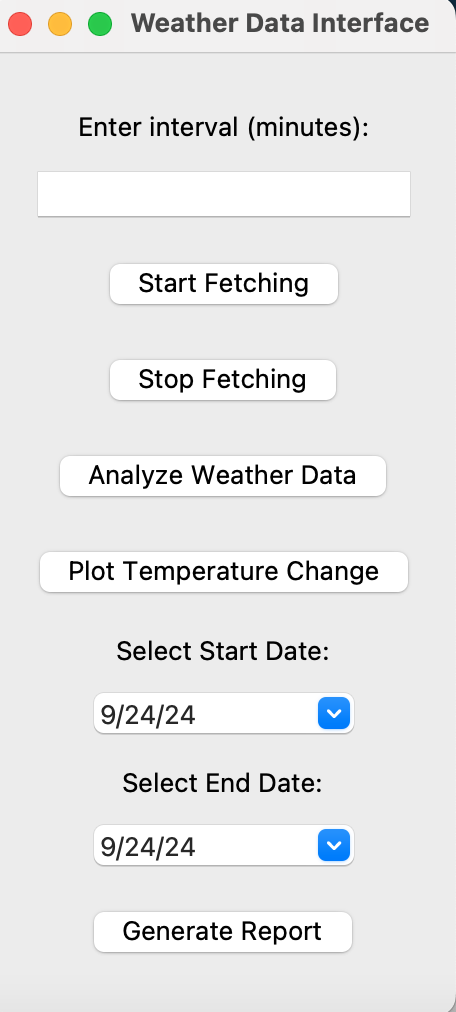 Weather Data Interface
Enter interval (minutes):
Start Fetching
Stop Fetching
Analyze Weather Data
Plot Temperature Change
Select Start Date:
9/24/24
Select End Date:
9/24/24
Generate Report